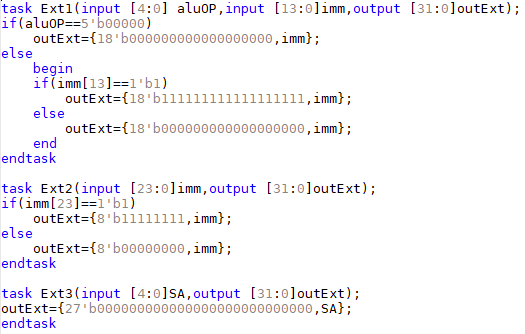 task Ext1(input [4:0] aluOP,input [13:0]imm,output [31:0]outExt);
if(aluOP==5'b00000)
    outExt={18'b000000000000000000,imm};
else
    begin
    if(imm[13]==1'b1)
        outExt={18'b111111111111111111,imm};
    else
        outExt={18'b000000000000000000,imm};
    end
endtask

task Ext2(input [23:0]imm,output [31:0]outExt);
if(imm[23]==1'b1)
    outExt={8'b11111111,imm};
else
    outExt={8'b00000000,imm};
endtask

task Ext3(input [4:0]SA,output [31:0]outExt);
outExt={27'b000000000000000000000000000,SA};
endtask